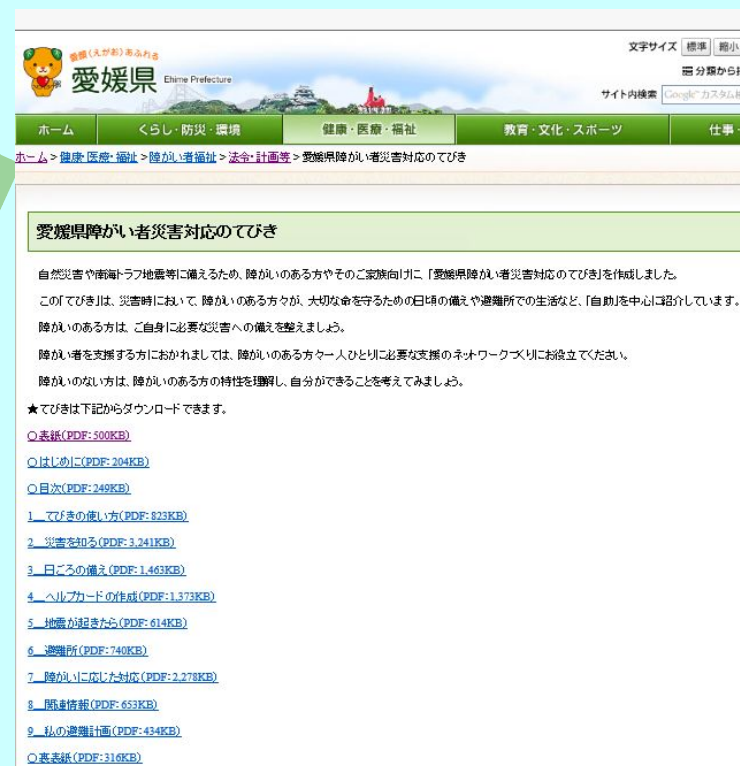 文字サイズ 標準 縮小
分類から
愛顔(えがお)あふれる
愛媛県 Ehime Prefecture
サイト内検索 Google カスタム
ホーム くらし・防災・環境 健康・医療・福祉 教育・文化・スポーツ 仕事・
ホーム > 健康・医療・福祉 > 障がい者福祉 > 法令・計画等 > 愛媛県障がい者災害対応のてびき
愛媛県障がい者災害対応のてびき
自然災害や南海トラフ地震等に備えるため、障がいのある方やそのご家族向けに、「愛媛県障がい者災害対応のてびき」を作成しました。
この「てびき」は、災害時において、障がいのある方々が、大切な命を守るための日頃の備えや避難所での生活など、「自助」を中心に紹介しています。
障がいのある方は、ご自身に必要な災害への備えを整えましょう。
障がい者を支援する方におかれましては、障がいのある方々一人ひとりに必要な支援のネットワークづくりにお役立てください。
障がいのない方は、障がいのある方の特性を理解し、自分ができることを考えてみましょう。
★てびきは下記からダウンロードできます。
○表紙(PDF:500KB)
○はじめに(PDF:204KB)
○目次(PDF:249KB)
1__てびきの使い方(PDF:823KB)
2__災害を知る(PDF:3,241KB)
3__日ごろの備え(PDF:1,463KB)
4__ヘルプカードの作成(PDF:1,373KB)
5__地震が起きたら(PDF:614KB)
6__避難所(PDF:740KB)
7__障がいに応じた対応(PDF:2,278KB)
8__関連情報(PDF:653KB)
9__私の避難計画(PDF:434KB)
○裏表紙(PDF:316KB)